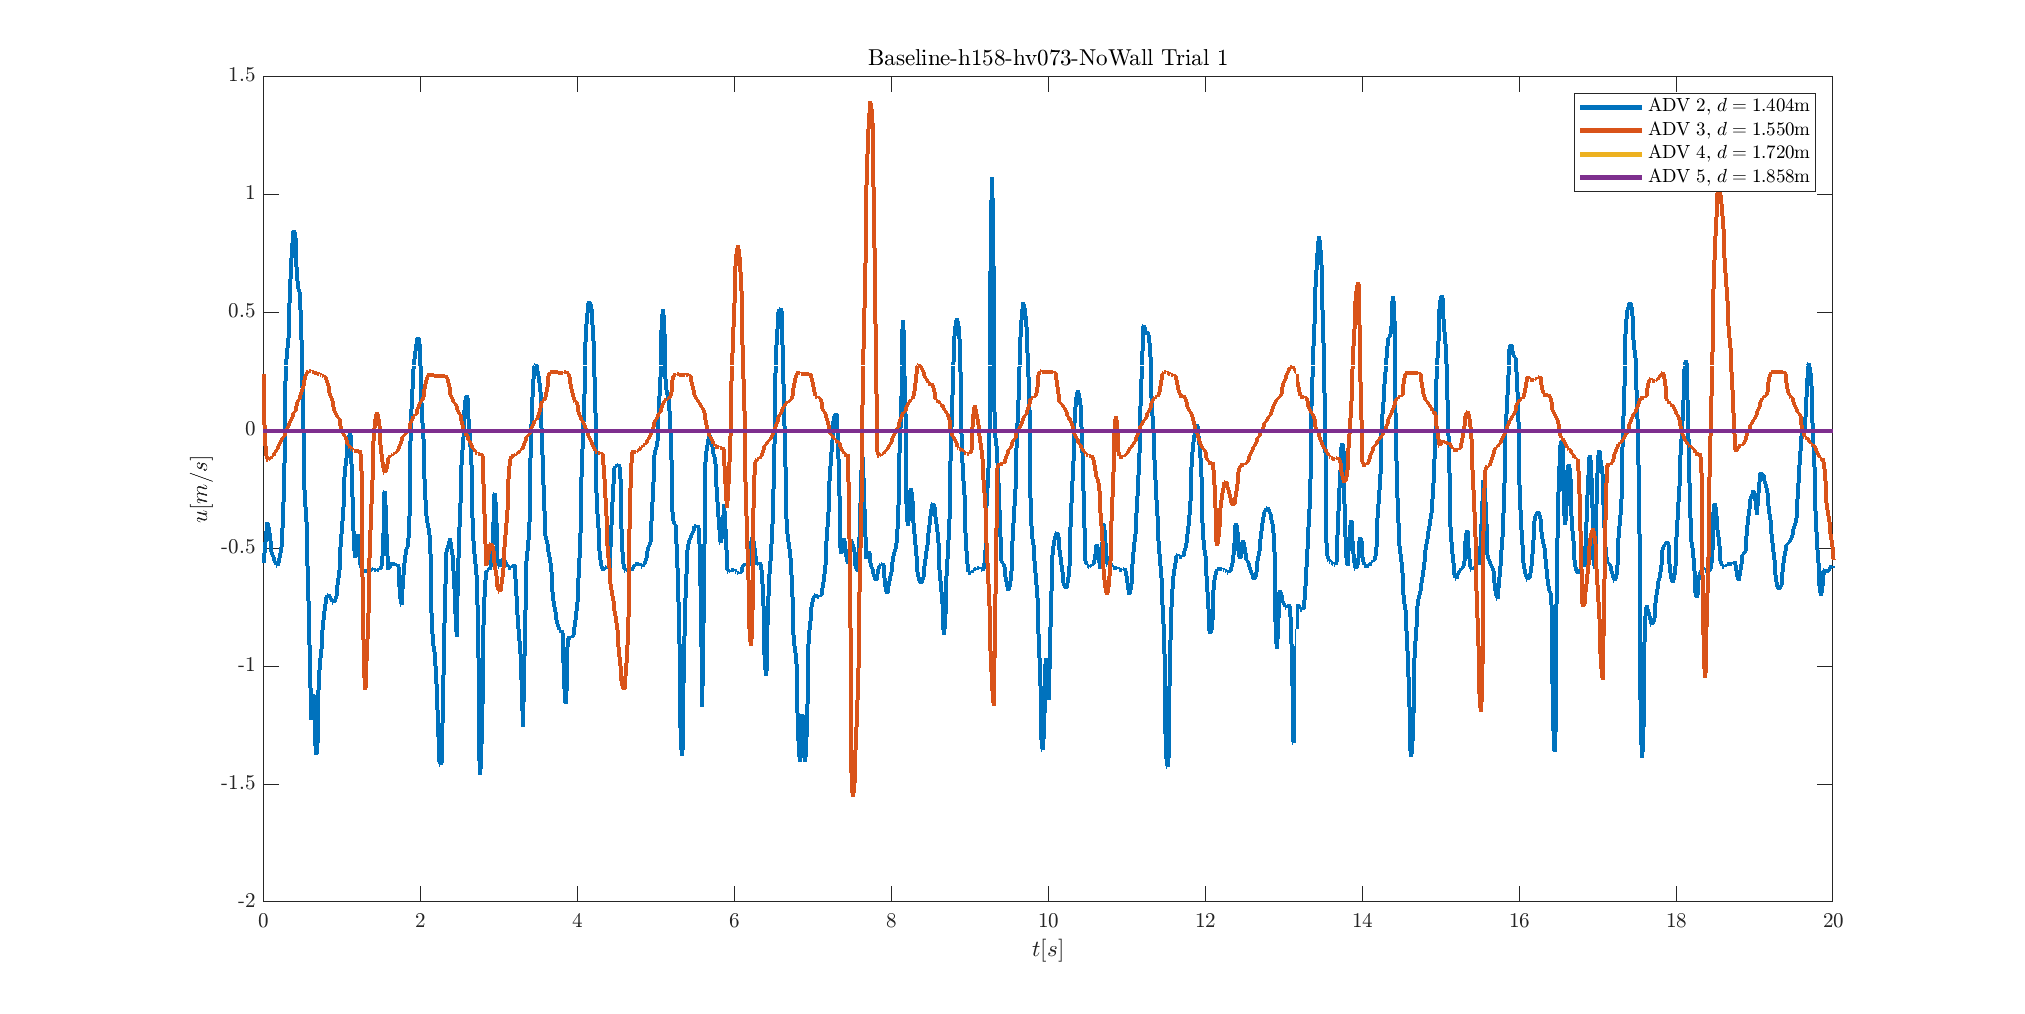 Baseline-h158-hv073-NoWall Trial 1
1.5
1
0.5
0
-0.5
-1
-1.5
-2
u[m/s]
ADV 2, d = 1.404m
ADV 3, d = 1.550m
ADV 4, d = 1.720m
ADV 5, d = 1.858m
0 2 4 6 8 10 12 14 16 18 20
t[s]